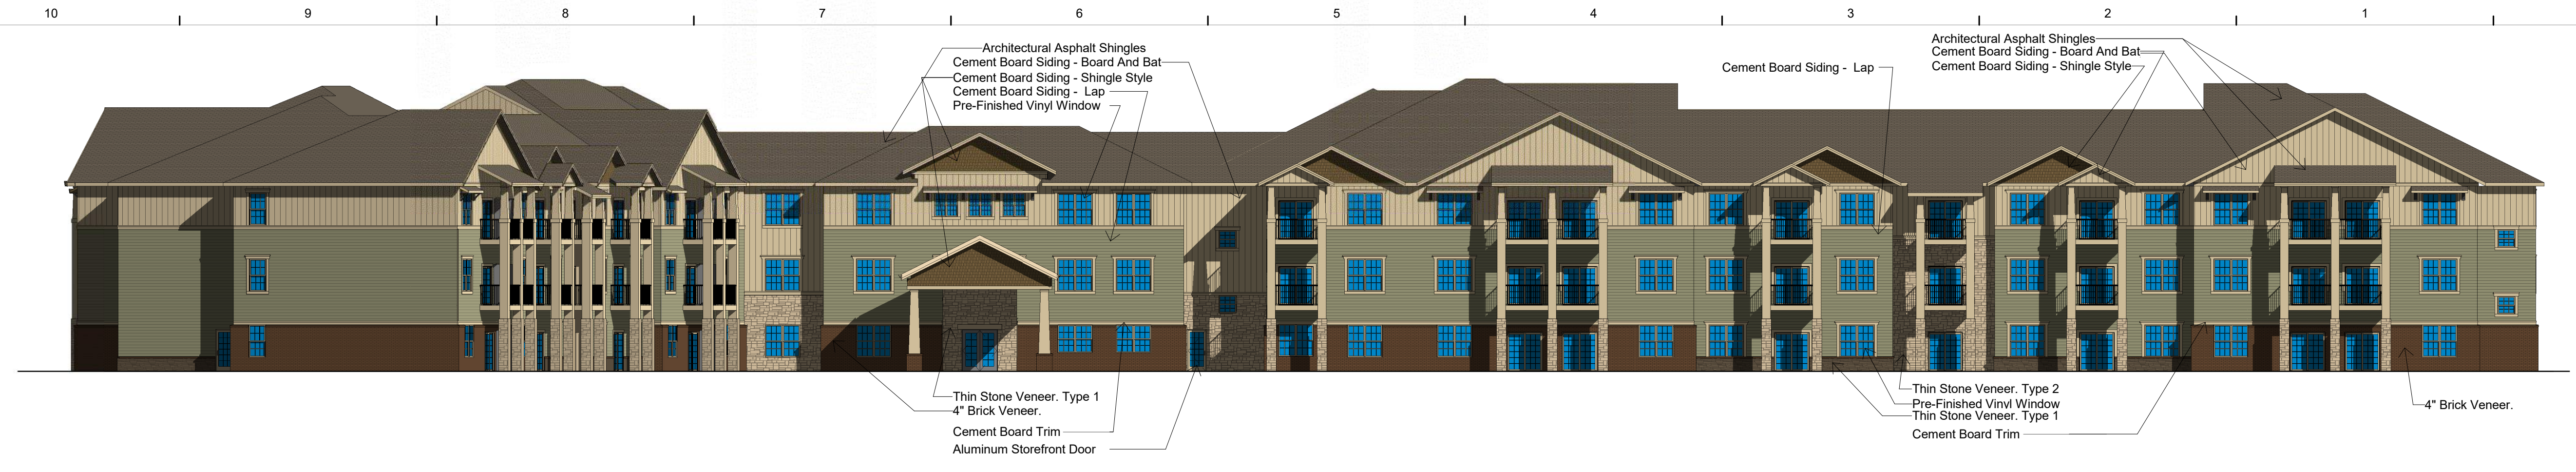 10 9 8 7 6 5 4 3 2 1
Architectural Asphalt Shingles
Cement Board Siding - Board And Bat
Cement Board Siding - Shingle Style
Cement Board Siding - Lap
Pre-Finished Vinyl Window
Cement Board Siding - Lap
Architectural Asphalt Shingles
Cement Board Siding - Board And Bat
Cement Board Siding - Shingle Style
Thin Stone Veneer. Type 1
4" Brick Veneer.
Cement Board Trim
Aluminum Storefront Door
Thin Stone Veneer. Type 2
Pre-Finished Vinyl Window
Thin Stone Veneer. Type 1
Cement Board Trim
4" Brick Veneer.